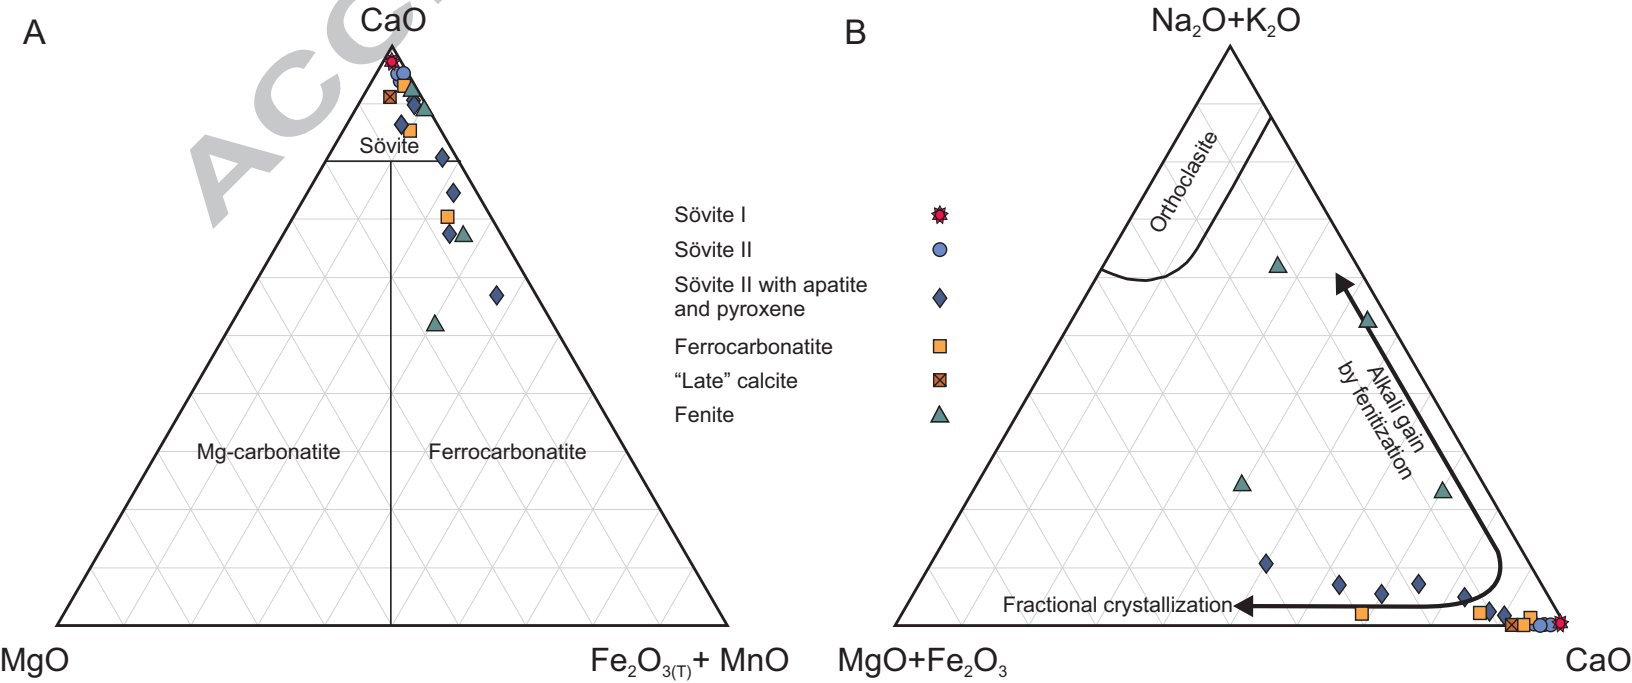 A
CaO
ACC
Sövite
Mg-carbonatite
Ferrocarbonatite
MgO
Fe₂O₃(T)+ MnO
Sövite I
Sövite II
Sövite II with apatite
and pyroxene
Ferrocarbonatite
“Late” calcite
Fenite
B
Na₂O+K₂O
Orthoclasite
Alkali gain
by fenitization
Fractional crystallization
MgO+Fe₂O₃
CaO